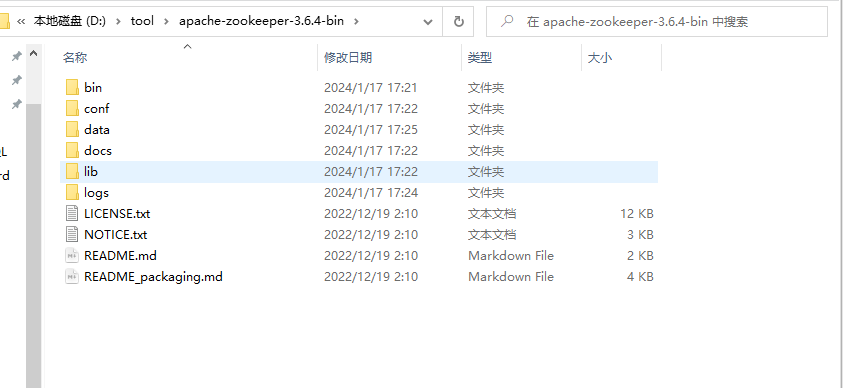 « 本地磁盘 (D:) > tool > apache-zookeeper-3.6.4-bin >
在 apache-zookeeper-3.6.4-bin 中搜索
名称 修改日期 类型 大小
bin 2024/1/17 17:21 文件夹
conf 2024/1/17 17:22 文件夹
data 2024/1/17 17:25 文件夹
docs 2024/1/17 17:22 文件夹
QL
lib 2024/1/17 17:22 文件夹
rd
logs 2024/1/17 17:24 文件夹
LICENSE.txt 2022/12/19 2:10 文本文档 12 KB
NOTICE.txt 2022/12/19 2:10 文本文档 3 KB
README.md 2022/12/19 2:10 Markdown File 2 KB
README_packaging.md 2022/12/19 2:10 Markdown File 4 KB